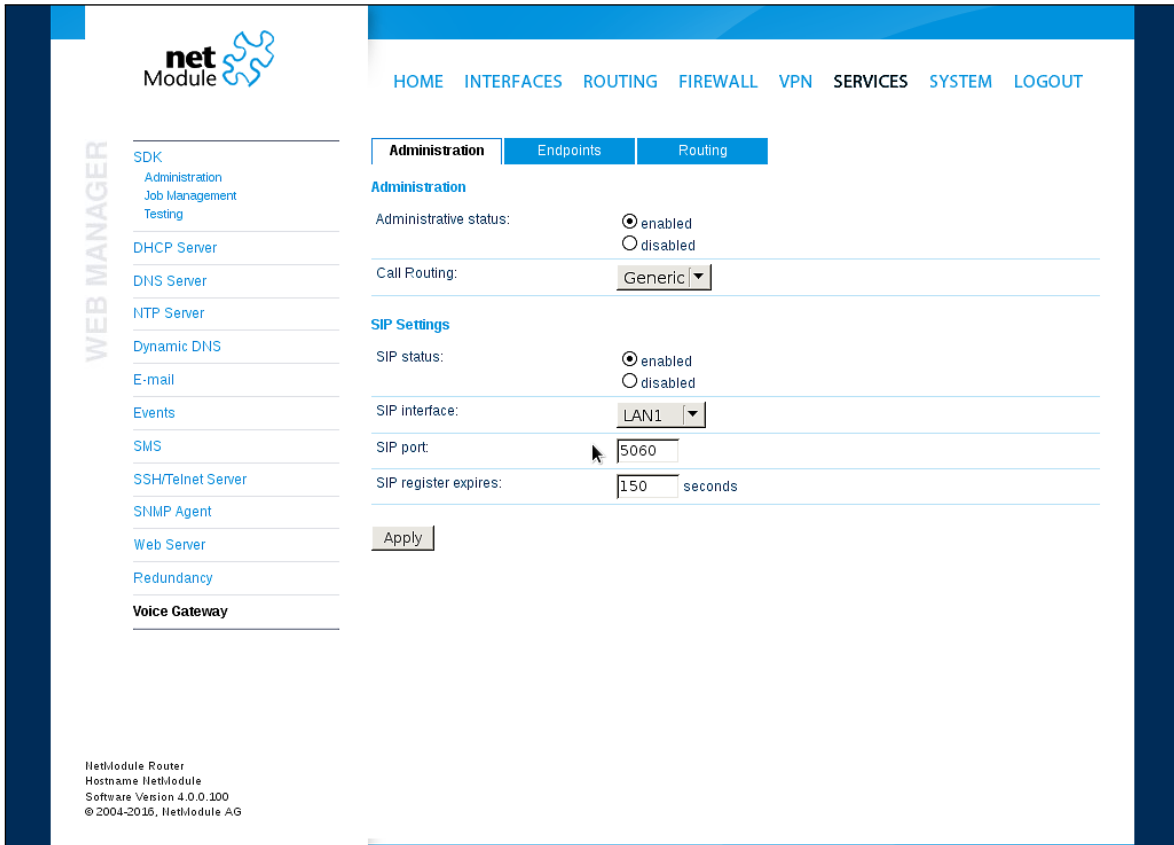 net
Module
HOME INTERFACES ROUTING FIREWALL VPN SERVICES SYSTEM LOGOUT
WEB MANAGER
SDK
Administration
Job Management
Testing
DHCP Server
DNS Server
NTP Server
Dynamic DNS
E-mail
Events
SMS
SSH/Telnet Server
SNMP Agent
Web Server
Redundancy
Voice Gateway
Administration Endpoints Routing
Administration
Administrative status: enabled
disabled
Call Routing: Generic
SIP Settings
SIP status: enabled
disabled
SIP interface: LAN1
SIP port: 5060
SIP register expires: 150 seconds
Apply
NetModule Router
Hostname NetModule
Software Version 4.0.0.100
© 2004-2016, NetModule AG